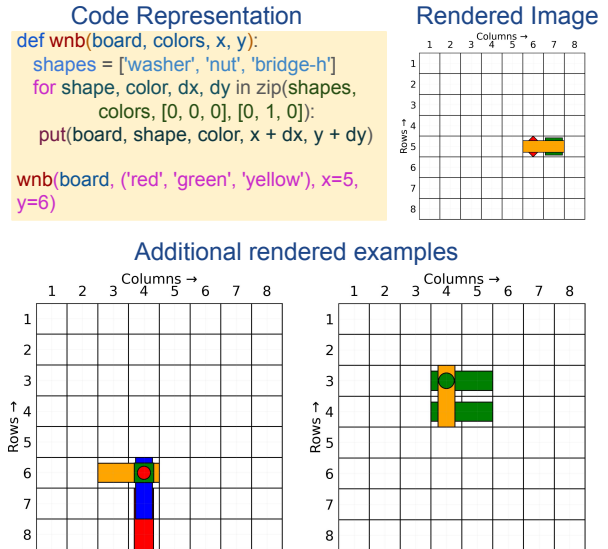 Code Representation
Rendered Image
def wnb(board, colors, x, y):
shapes = ['washer', 'nut', 'bridge-h']
for shape, color, dx, dy in zip(shapes,
colors, [0, 0, 0], [0, 1, 0]):
put(board, shape, color, x + dx, y + dy)
wnb(board, ('red', 'green', 'yellow'), x=5,
y=6)
Columns →
1 2 3 4 5 6 7 8
Rows →
1
2
3
4
5
6
7
8
Additional rendered examples
Columns →
1 2 3 4 5 6 7 8
Rows →
1
2
3
4
5
6
7
8
Columns →
1 2 3 4 5 6 7 8
Rows →
1
2
3
4
5
6
7
8